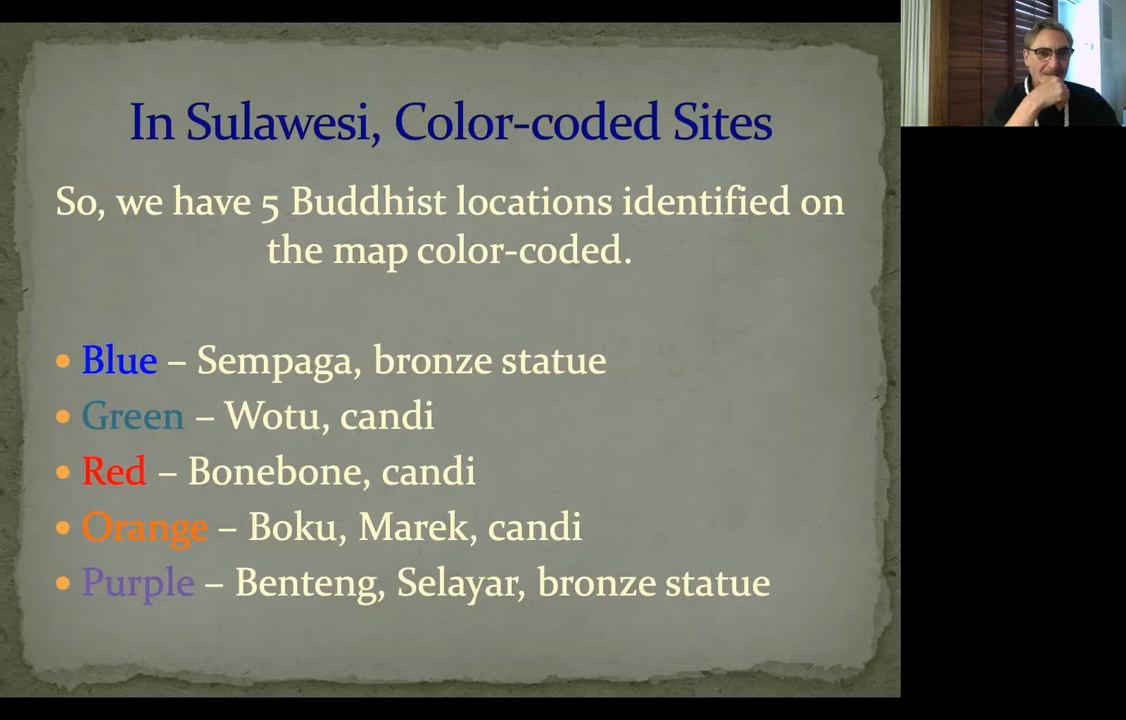 In Sulawesi, Color-coded Sites
So, we have 5 Buddhist locations identified on
the map color-coded.
• Blue – Sempaga, bronze statue
• Green – Wotu, candi
• Red – Bonebone, candi
• Orange – Boku, Marek, candi
• Purple – Benteng, Selayar, bronze statue